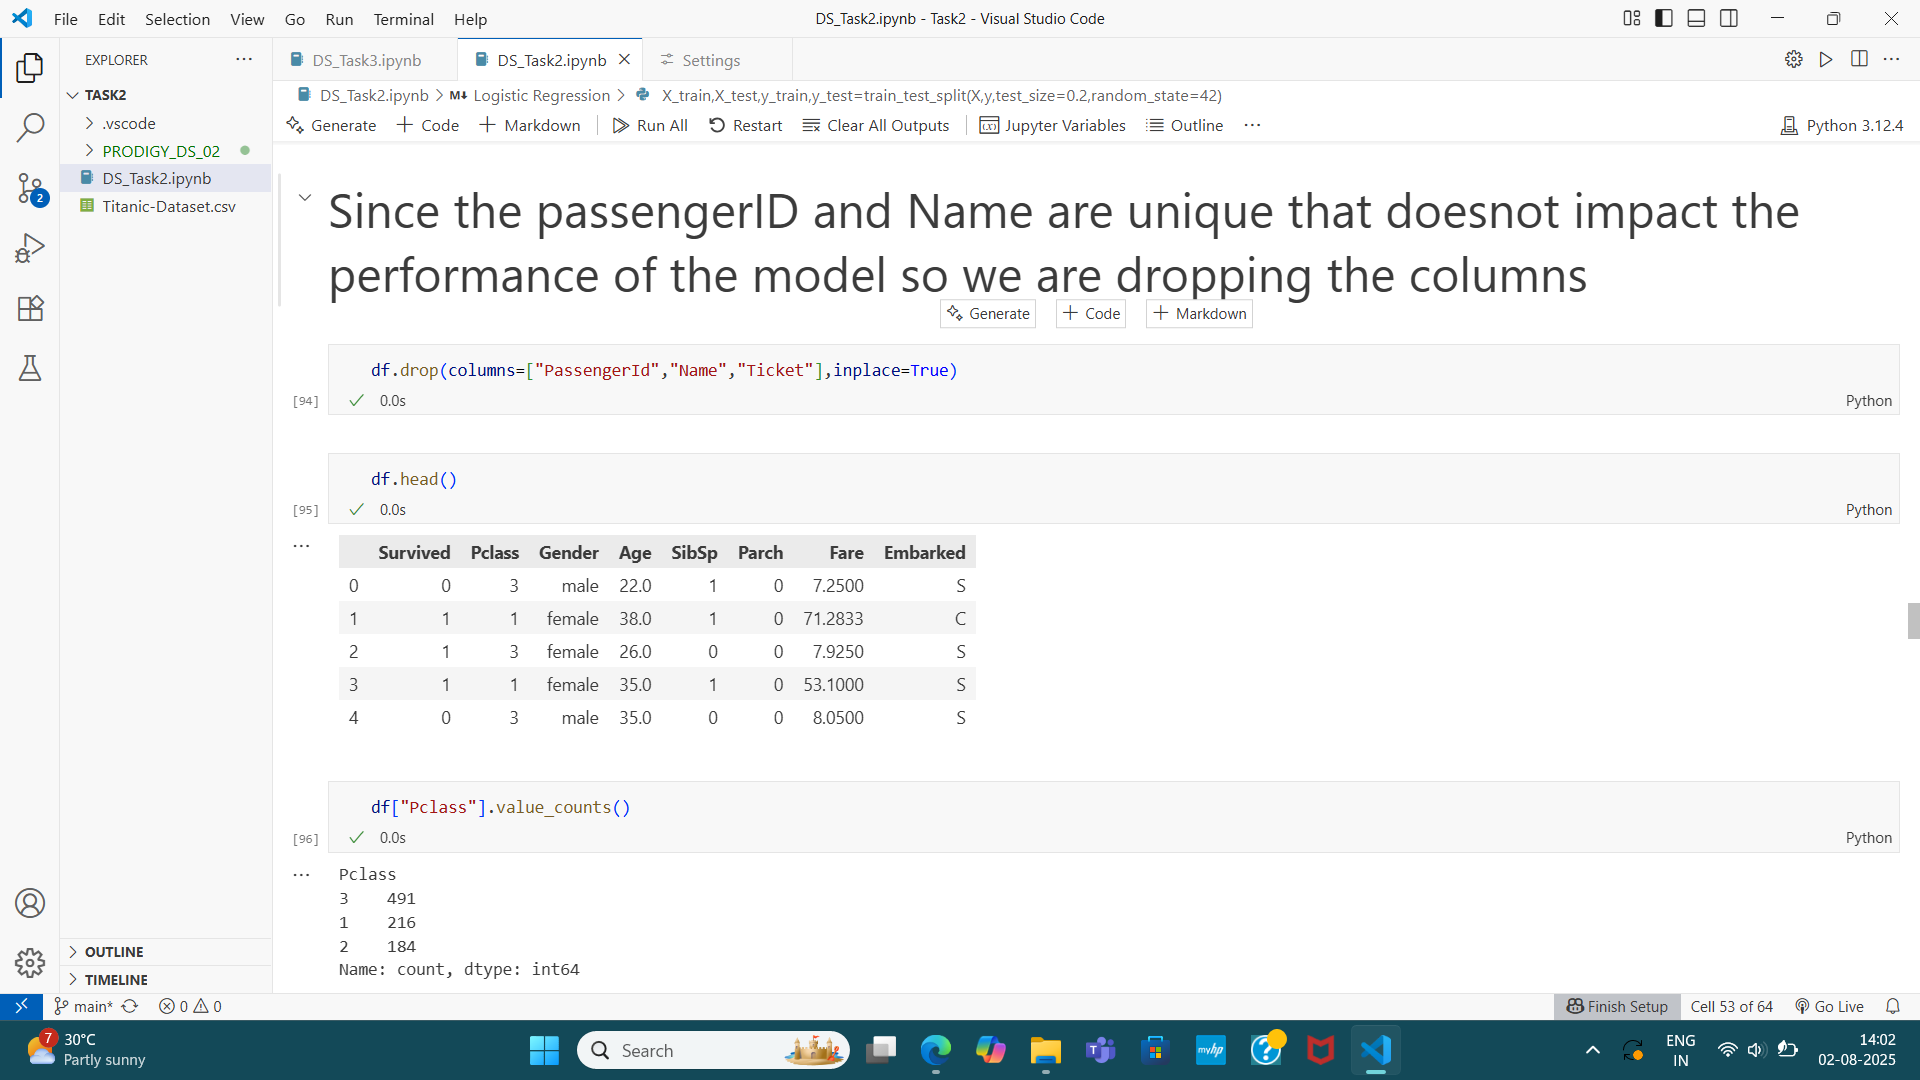 File Edit Selection View Go Run Terminal Help
DS_Task2.ipynb - Task2 - Visual Studio Code
EXPLORER
DS_Task3.ipynb
DS_Task2.ipynb
Settings
TASK2
.vscode
PRODIGY_DS_02
DS_Task2.ipynb
Titanic-Dataset.csv
2
DS_Task2.ipynb > M↓ Logistic Regression > X_train,X_test,y_train,y_test=train_test_split(X,y,test_size=0.2,random_state=42)
Generate + Code + Markdown Run All Restart Clear All Outputs Jupyter Variables Outline ... Python 3.12.4
Since the passengerID and Name are unique that doesnot impact the
performance of the model so we are dropping the columns
Generate + Code + Markdown
df.drop(columns=["PassengerId","Name","Ticket"],inplace=True)
[94] 0.0s Python
df.head()
[95] 0.0s Python
Survived Pclass Gender Age SibSp Parch Fare Embarked
0 0 3 male 22.0 1 0 7.2500 S
1 1 1 female 38.0 1 0 71.2833 C
2 1 3 female 26.0 0 0 7.9250 S
3 1 1 female 35.0 1 0 53.1000 S
4 0 3 male 35.0 0 0 8.0500 S
df["Pclass"].value_counts()
[96] 0.0s Python
Pclass
3 491
1 216
2 184
Name: count, dtype: int64
OUTLINE
TIMELINE
main* 0 0 Finish Setup Cell 53 of 64 Go Live
7
30°C
Partly sunny
Search
myhp
ENG
IN
14:02
02-08-2025